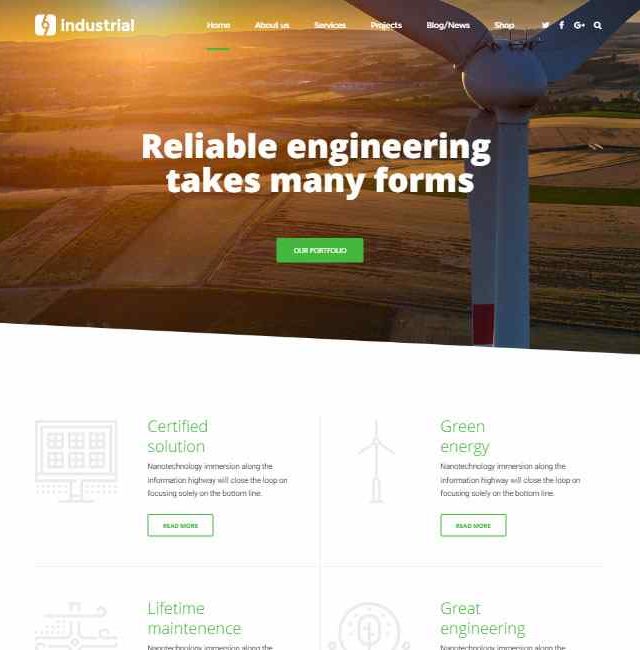 industrial
Home About us Services Projects Blog/News Shop
Reliable engineering
takes many forms
OUR PORTFOLIO
Certified
solution
Nanotechnology immersion along the
information highway will close the loop on
focusing solely on the bottom line.
READ MORE
Green
energy
Nanotechnology immersion along the
information highway will close the loop on
focusing solely on the bottom line.
READ MORE
Lifetime
maintenence
Nanotechnology immersion along the
Great
engineering
Nanotechnology immersion along the